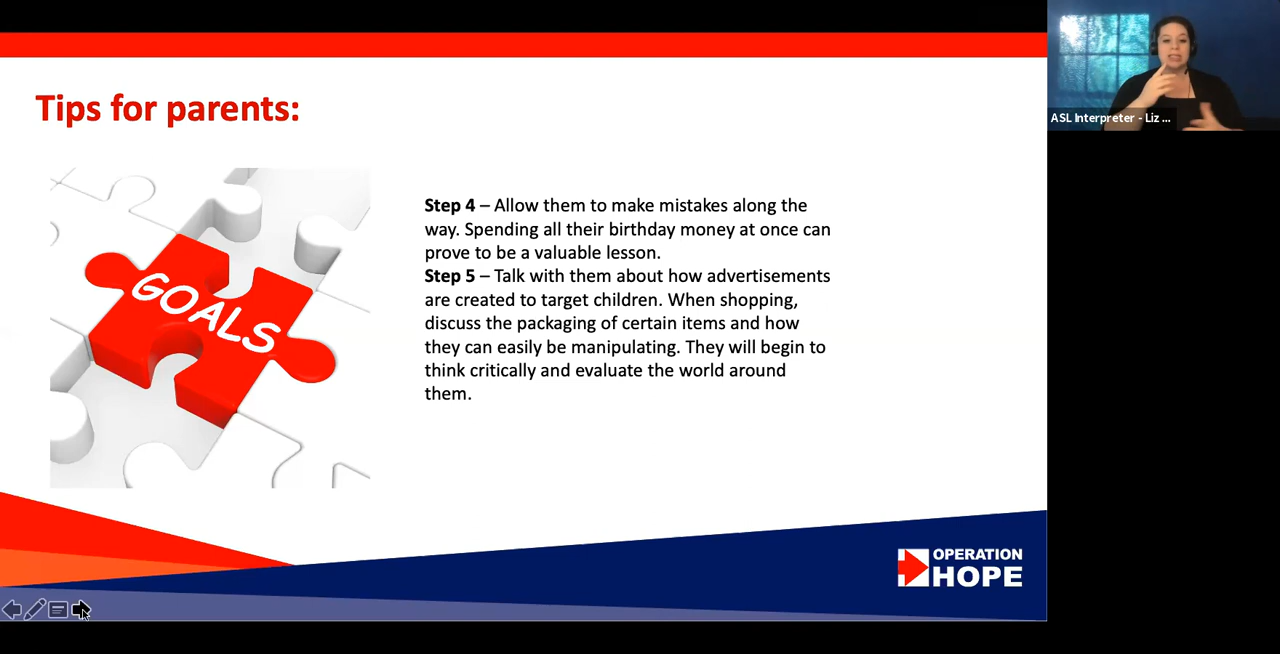 Tips for parents:
GOALS
Step 4 – Allow them to make mistakes along the
way. Spending all their birthday money at once can
prove to be a valuable lesson.
Step 5 – Talk with them about how advertisements
are created to target children. When shopping,
discuss the packaging of certain items and how
they can easily be manipulating. They will begin to
think critically and evaluate the world around
them.
OPERATION
HOPE
ASL Interpreter - Liz ...